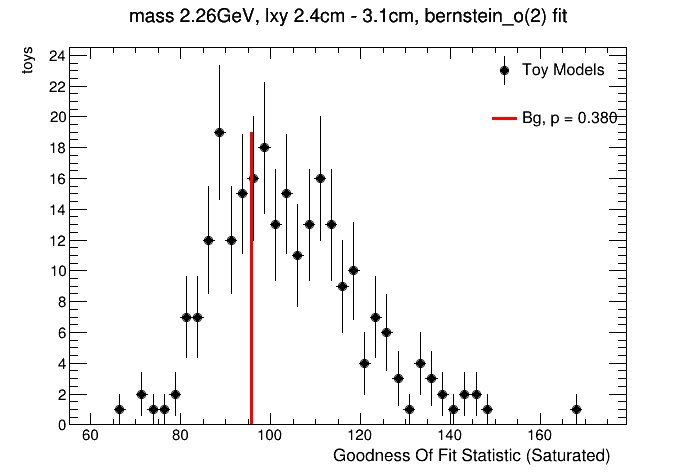 mass 2.26GeV, lxy 2.4cm - 3.1cm, bernstein_o(2) fit
toys
24
22
20
18
16
14
12
10
8
6
4
2
0
Toy Models
Bg, p = 0.380
60 80 100 120 140 160
Goodness Of Fit Statistic (Saturated)